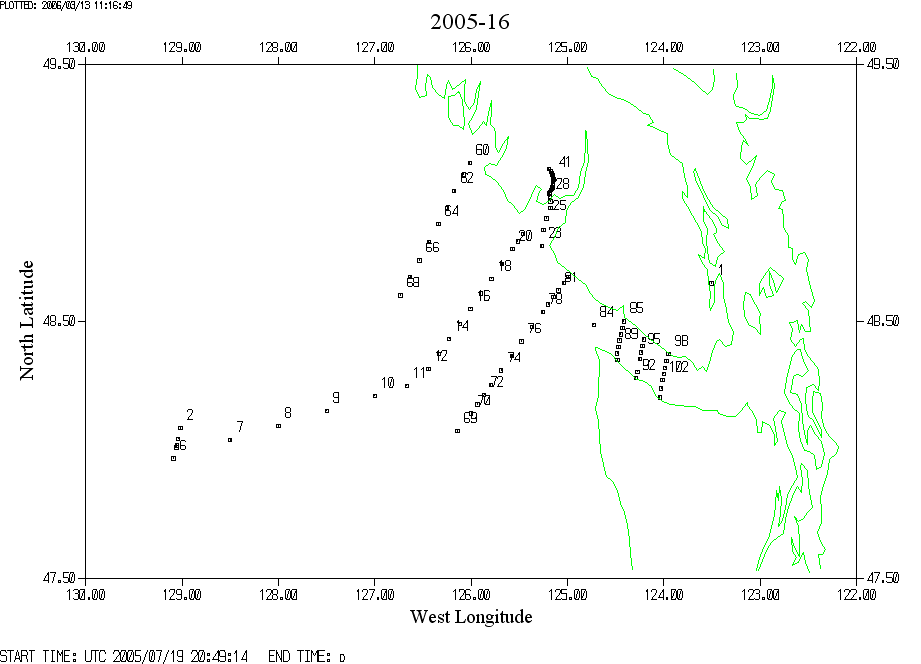 PLOTTED: 2006/03/13 11:16:49
2005-16
130.00 129.00 128.00 127.00 126.00 125.00 124.00 123.00 122.00
49.50 49.50
60 41
62 28
64 25
66 20 23
68 18 1
16 78 81
14 76 84 85
12 74 89 95 98
11 72 92 102
10 70
9 69
8
7
2
6
48.50 48.50
North Latitude
47.50 47.50
130.00 129.00 128.00 127.00 126.00 125.00 124.00 123.00 122.00
West Longitude
START TIME: UTC 2005/07/19 20:49:14 END TIME: 0